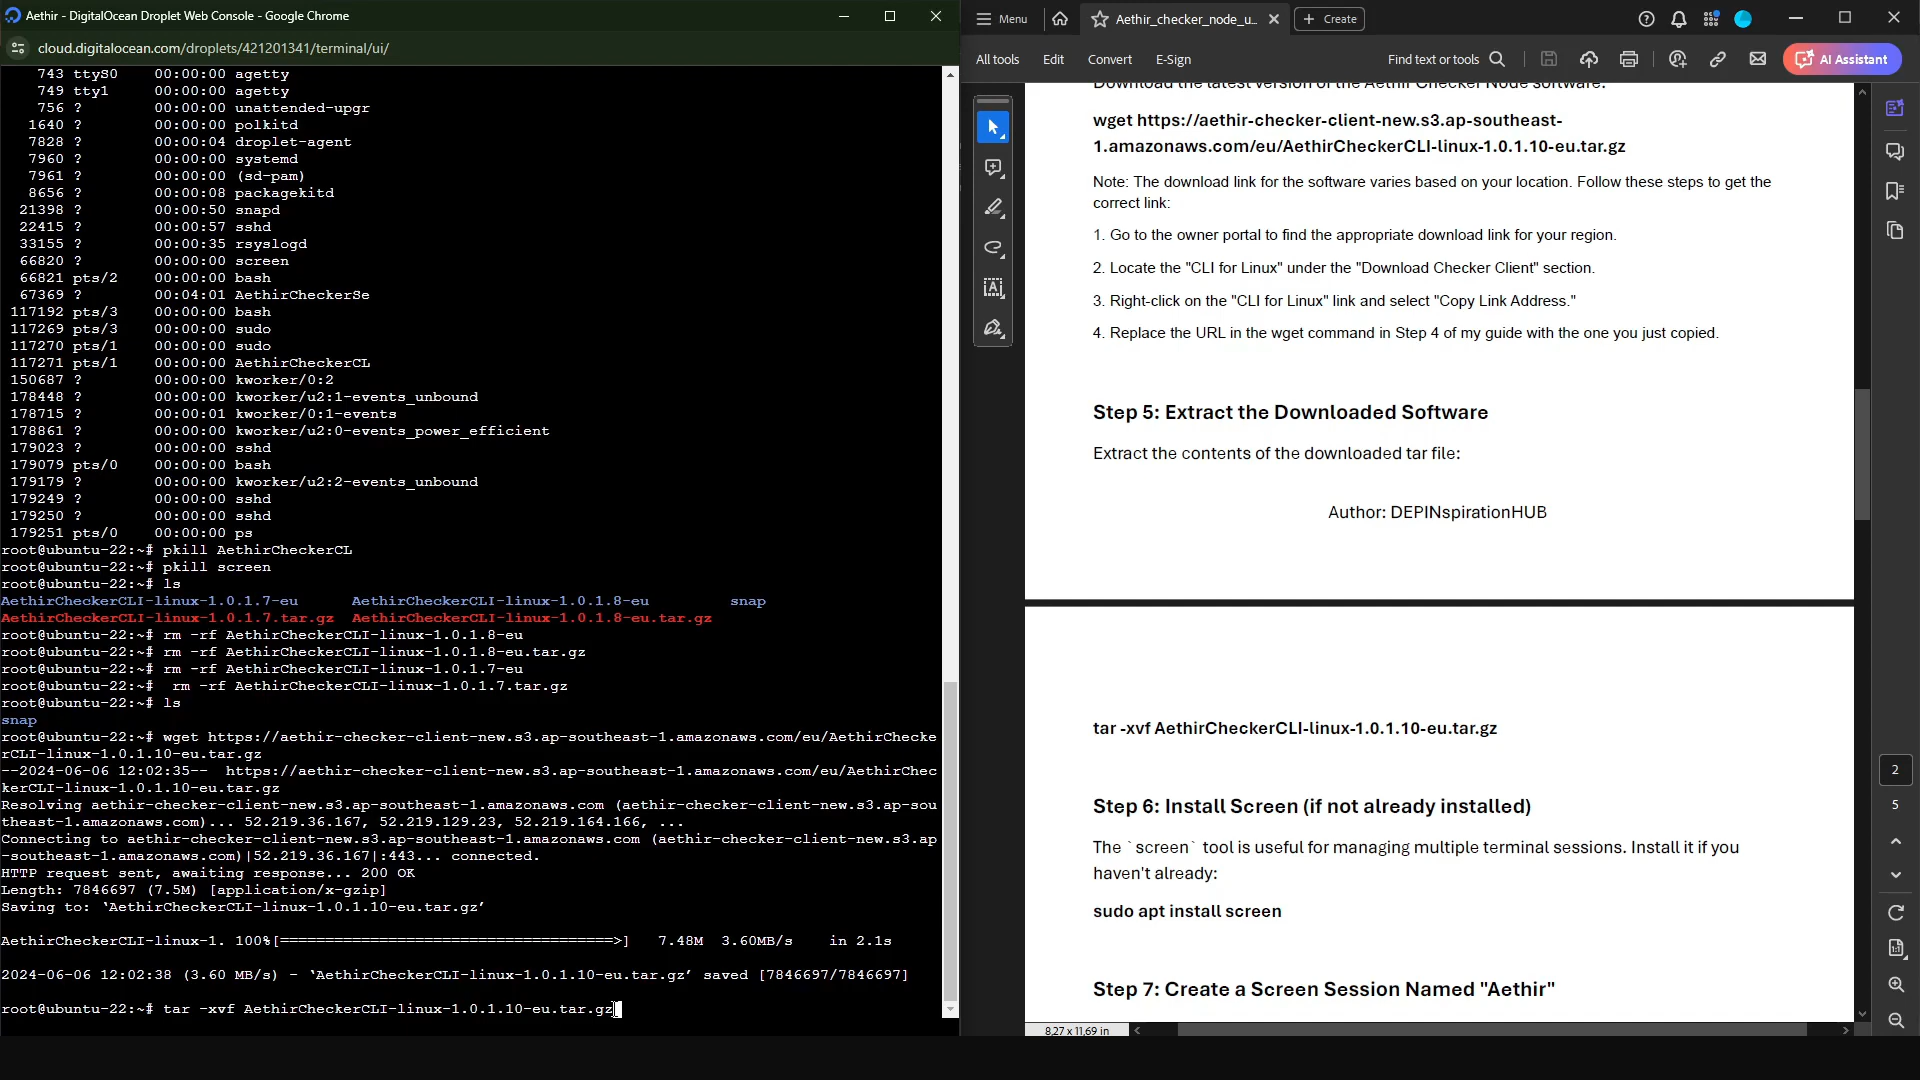 Aethir - DigitalOcean Droplet Web Console - Google Chrome
cloud.digitalocean.com/droplets/421201341/terminal/ui/
743 ttyS0 00:00:00 agetty
749 tty1 00:00:00 agetty
756 ? 00:00:00 unattended-upgr
1640 ? 00:00:00 polkitd
7828 ? 00:00:04 droplet-agent
7960 ? 00:00:00 systemd
7961 ? 00:00:00 (sd-pam)
8656 ? 00:00:08 packagekitd
21398 ? 00:00:50 snapd
22415 ? 00:00:57 sshd
33155 ? 00:00:35 rsyslogd
66820 ? 00:00:00 screen
66821 pts/2 00:00:00 bash
67369 ? 00:04:01 AethirCheckerSe
117192 pts/3 00:00:00 bash
117269 pts/3 00:00:00 sudo
117270 pts/1 00:00:00 sudo
117271 pts/1 00:00:00 AethirCheckerCL
150687 ? 00:00:00 kworker/0:2
178448 ? 00:00:00 kworker/u2:1-events_unbound
178715 ? 00:00:01 kworker/0:1-events
178861 ? 00:00:00 kworker/u2:0-events_power_efficient
179023 ? 00:00:00 sshd
179079 pts/0 00:00:00 bash
179179 ? 00:00:00 kworker/u2:2-events_unbound
179249 ? 00:00:00 sshd
179250 ? 00:00:00 sshd
179251 pts/0 00:00:00 ps
root@ubuntu-22:~# pkill AethirCheckerCL
root@ubuntu-22:~# pkill screen
root@ubuntu-22:~# ls
AethirCheckerCLI-linux-1.0.1.7-eu AethirCheckerCLI-linux-1.0.1.8-eu snap
AethirCheckerCLI-linux-1.0.1.7.tar.gz AethirCheckerCLI-linux-1.0.1.8-eu.tar.gz
root@ubuntu-22:~# rm -rf AethirCheckerCLI-linux-1.0.1.8-eu
root@ubuntu-22:~# rm -rf AethirCheckerCLI-linux-1.0.1.8-eu.tar.gz
root@ubuntu-22:~# rm -rf AethirCheckerCLI-linux-1.0.1.7-eu
root@ubuntu-22:~#  rm -rf AethirCheckerCLI-linux-1.0.1.7.tar.gz
root@ubuntu-22:~# ls
snap
root@ubuntu-22:~# wget https://aethir-checker-client-new.s3.ap-southeast-1.amazonaws.com/eu/AethirChecke
rCLI-linux-1.0.1.10-eu.tar.gz
--2024-06-06 12:02:35-- https://aethir-checker-client-new.s3.ap-southeast-1.amazonaws.com/eu/AethirChec
kerCLI-linux-1.0.1.10-eu.tar.gz
Resolving aethir-checker-client-new.s3.ap-southeast-1.amazonaws.com (aethir-checker-client-new.s3.ap-sou
theast-1.amazonaws.com)... 52.219.36.167, 52.219.129.23, 52.219.164.166, ...
Connecting to aethir-checker-client-new.s3.ap-southeast-1.amazonaws.com (aethir-checker-client-new.s3.ap
-southeast-1.amazonaws.com)|52.219.36.167|:443... connected.
HTTP request sent, awaiting response... 200 OK
Length: 7846697 (7.5M) [application/x-gzip]
Saving to: ‘AethirCheckerCLI-linux-1.0.1.10-eu.tar.gz’
AethirCheckerCLI-linux-1. 100%[=====================================>] 7.48M 3.60MB/s in 2.1s
2024-06-06 12:02:38 (3.60 MB/s) - ‘AethirCheckerCLI-linux-1.0.1.10-eu.tar.gz’ saved [7846697/7846697]
root@ubuntu-22:~# tar -xvf AethirCheckerCLI-linux-1.0.1.10-eu.tar.gz
Menu
Aethir_checker_node_u...
Create
All tools Edit Convert E-Sign
Find text or tools
AI Assistant
Download the latest version of the Aethir Checker Node software:
wget https://aethir-checker-client-new.s3.ap-southeast-
1.amazonaws.com/eu/AethirCheckerCLI-linux-1.0.1.10-eu.tar.gz
Note: The download link for the software varies based on your location. Follow these steps to get the
correct link:
1. Go to the owner portal to find the appropriate download link for your region.
2. Locate the "CLI for Linux" under the "Download Checker Client" section.
3. Right-click on the "CLI for Linux" link and select "Copy Link Address."
4. Replace the URL in the wget command in Step 4 of my guide with the one you just copied.
Step 5: Extract the Downloaded Software
Extract the contents of the downloaded tar file:
Author: DEPINspirationHUB
tar -xvf AethirCheckerCLI-linux-1.0.1.10-eu.tar.gz
Step 6: Install Screen (if not already installed)
The `screen` tool is useful for managing multiple terminal sessions. Install it if you
haven't already:
sudo apt install screen
Step 7: Create a Screen Session Named "Aethir"
8,27 x 11,69 in
2
5
1:1